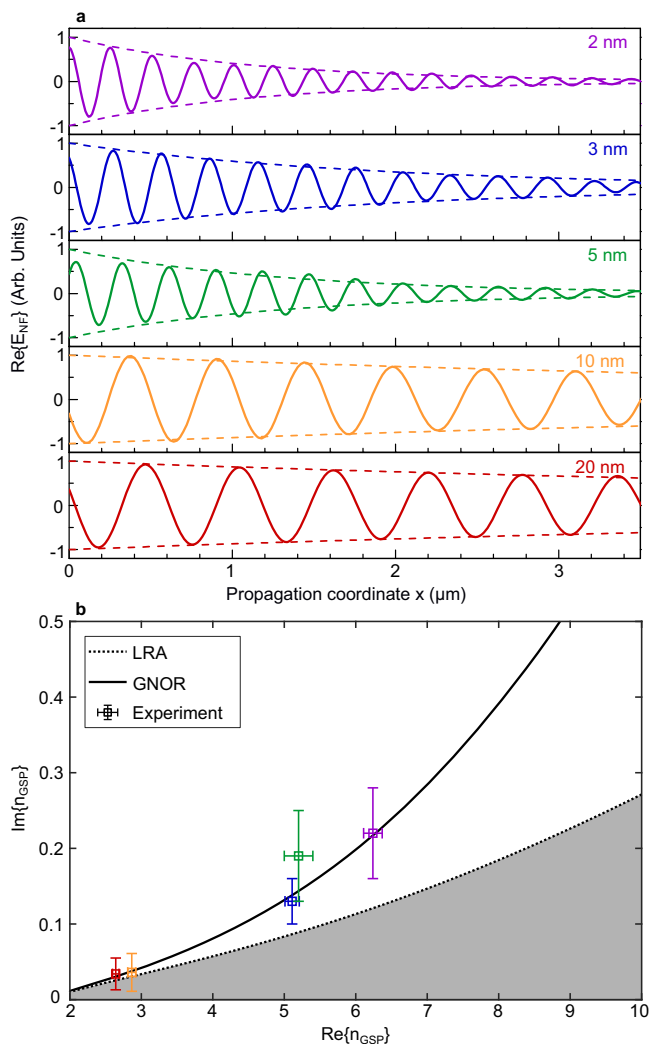 a
1
0
-1
2 nm
1
0
-1
3 nm
1
0
-1
5 nm
1
0
-1
10 nm
1
0
-1
20 nm
Re{E_NF} (Arb. Units)
0 1 2 3
Propagation coordinate x (µm)
b
0.5
0.4
0.3
0.2
0.1
0
Im{n_GSP}
LRA
GNOR
Experiment
2 3 4 5 6 7 8 9 10
Re{n_GSP}